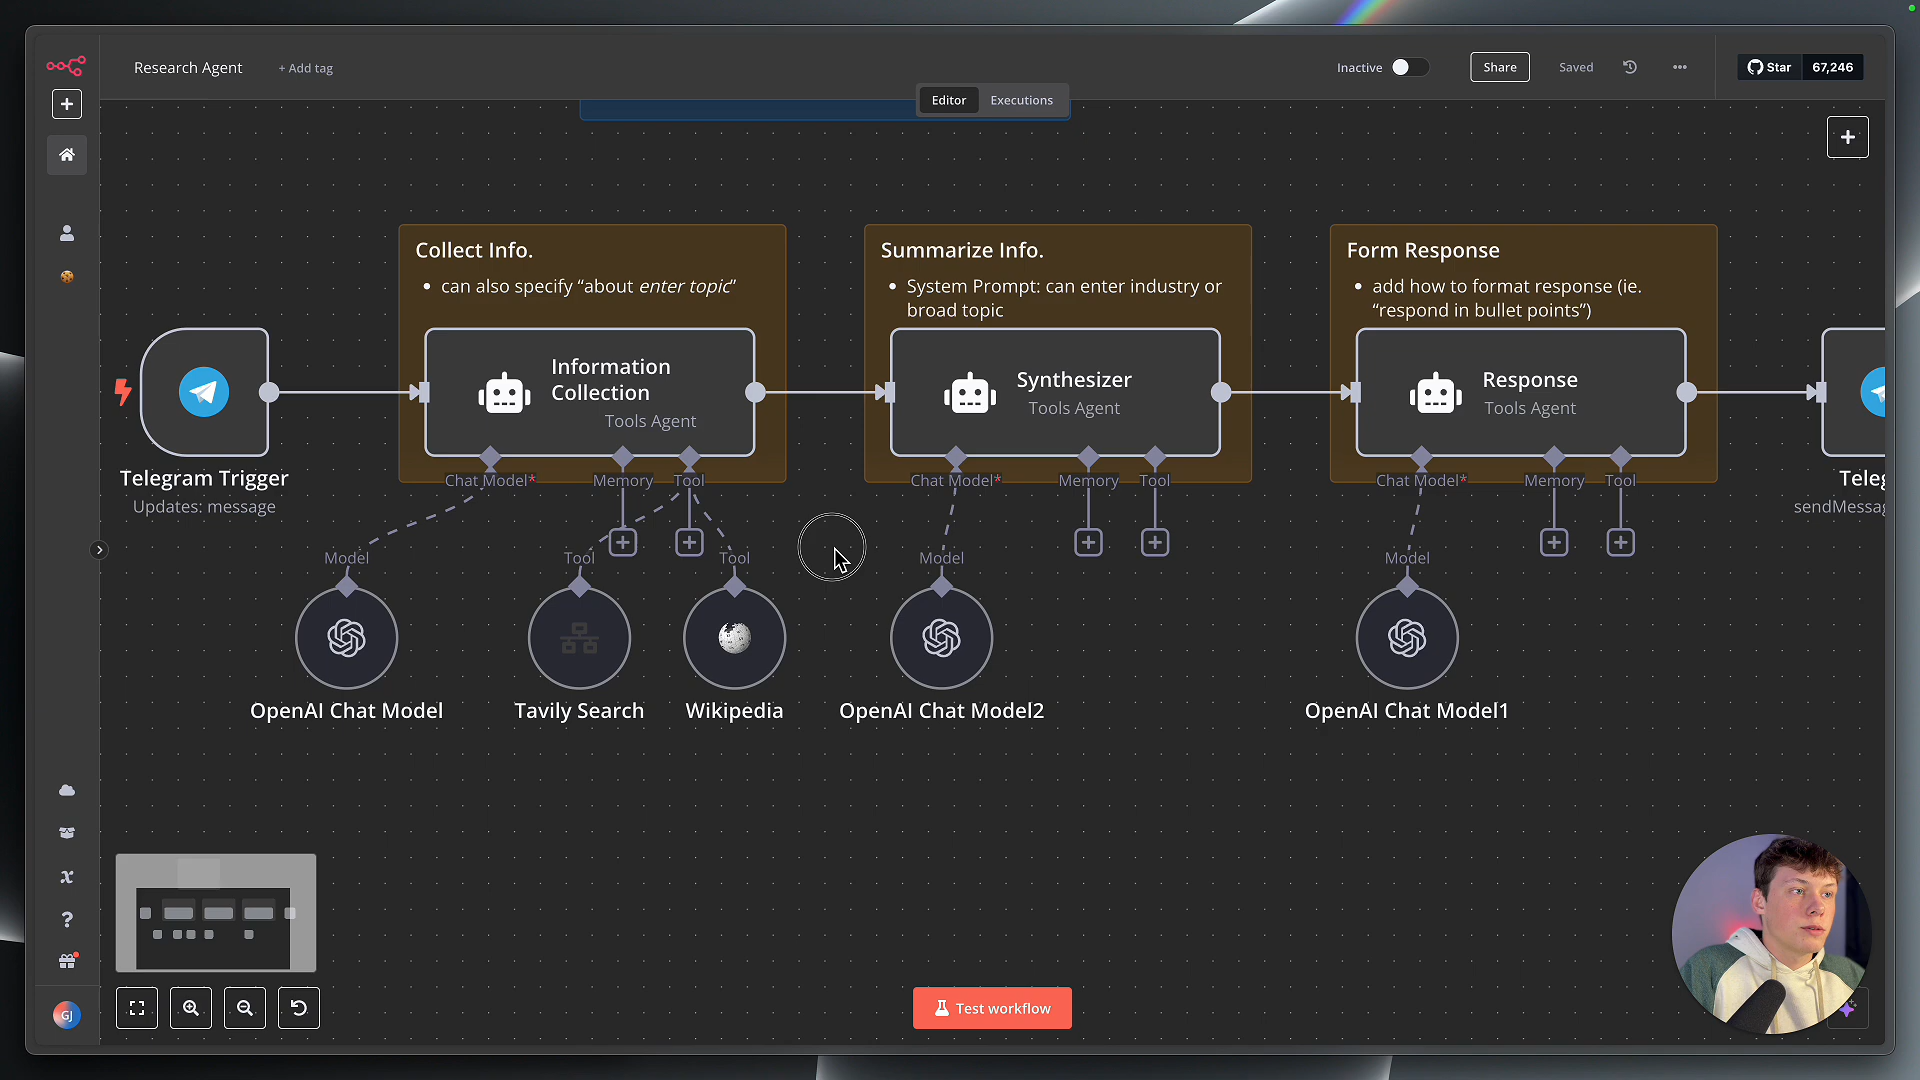 Research Agent
+ Add tag
Inactive
Share
Saved
Star
67,246
Editor
Executions
Collect Info.
• can also specify “about enter topic”
Summarize Info.
• System Prompt: can enter industry or
broad topic
Form Response
• add how to format response (ie.
“respond in bullet points”)
Information
Collection
Tools Agent
Synthesizer
Tools Agent
Response
Tools Agent
Telegram Trigger
Updates: message
Chat Model*
Memory
Tool
Chat Model*
Memory
Tool
Chat Model*
Memory
Tool
Teleg
sendMessag
Model
Tool
Tool
Model
Model
OpenAI Chat Model
Tavily Search
Wikipedia
OpenAI Chat Model2
OpenAI Chat Model1
GJ
Test workflow